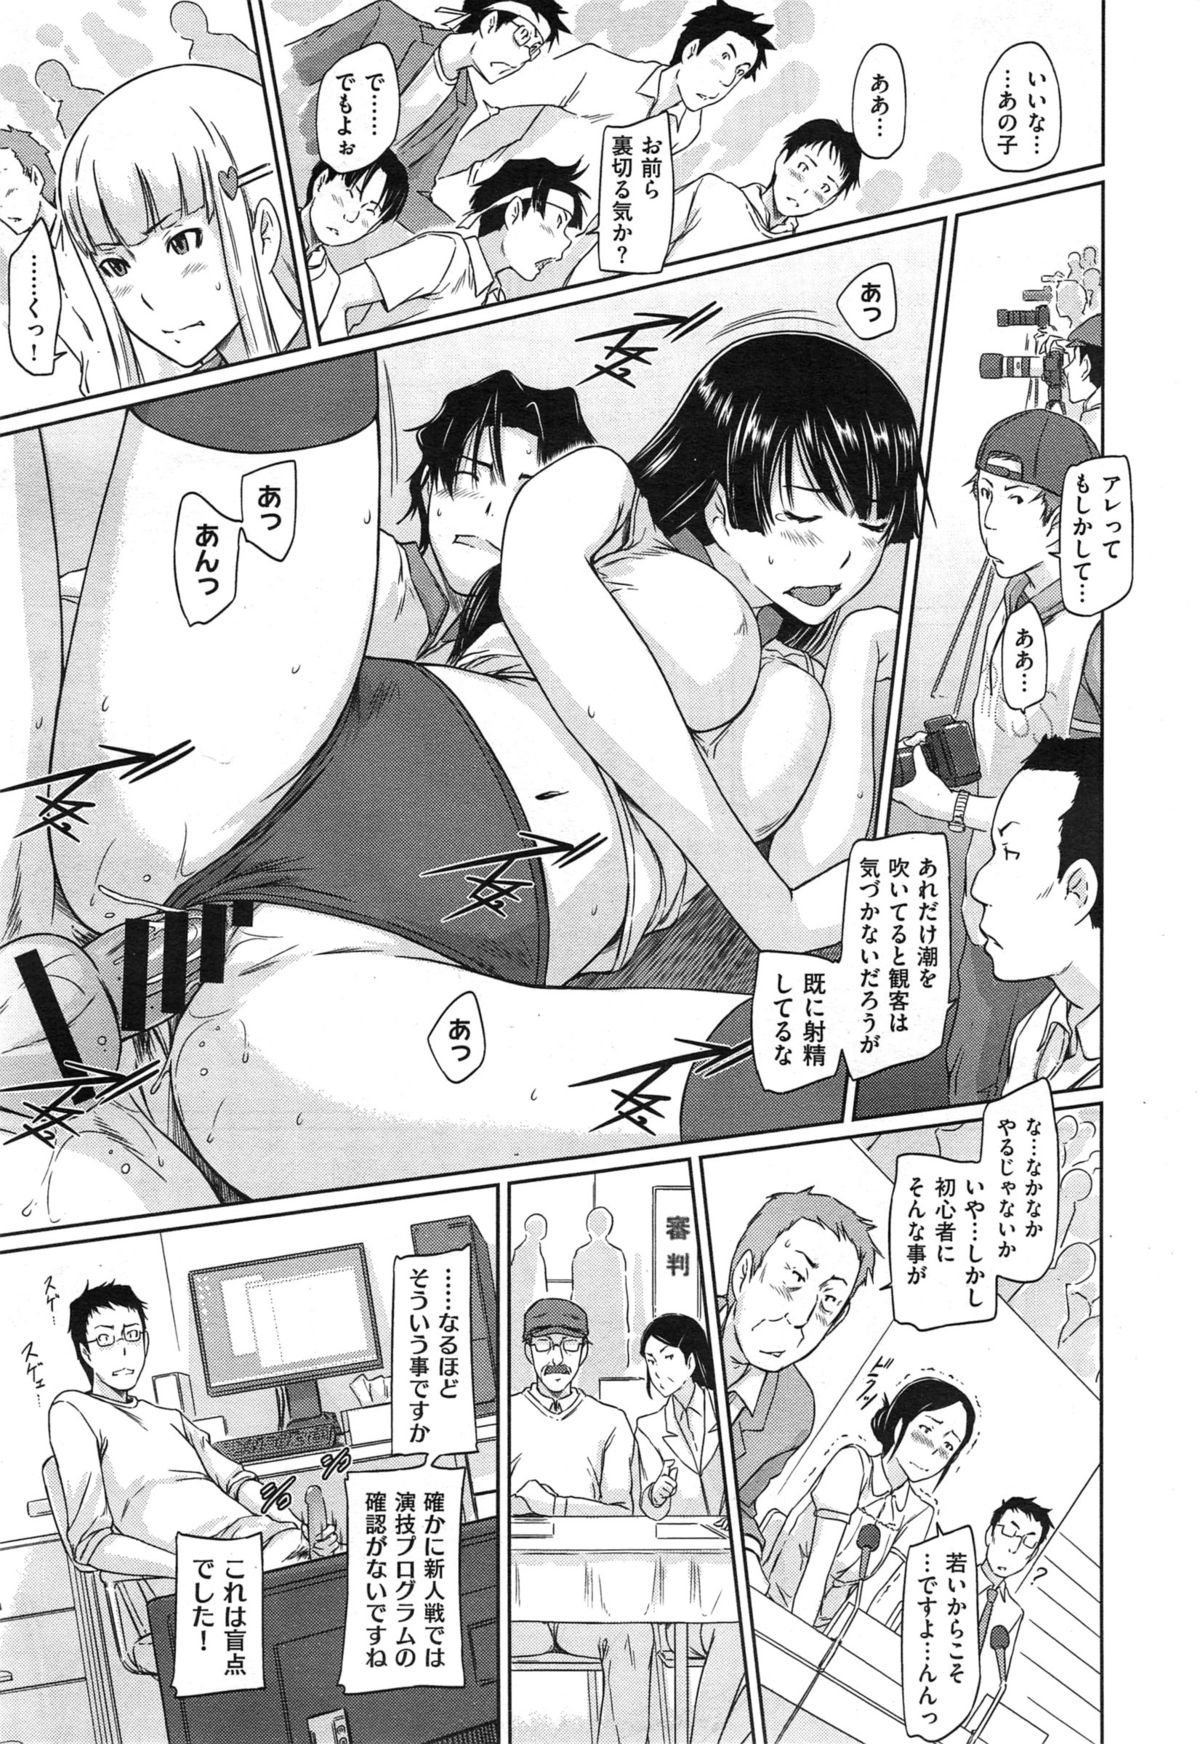 いいな…
…あの子
ああ…
お前ら
裏切る気か？
で……
でもよぉ
……くっ！
アレって
もしかして…
ああ…
あっ
あっ
あんっ
あれだけ潮を
吹いてると観客は
気づかないだろうが
既に射精
してるな
あっ
な…なかなか
やるじゃないか
いや…しかし
初心者に
そんな事が
若いからこそ
…ですよ…んんっ
？
審判
……なるほど
そういう事ですか
確かに新人戦では
演技プログラムの
確認がないですね
これは盲点
でした！
スゲ…
スゲェ